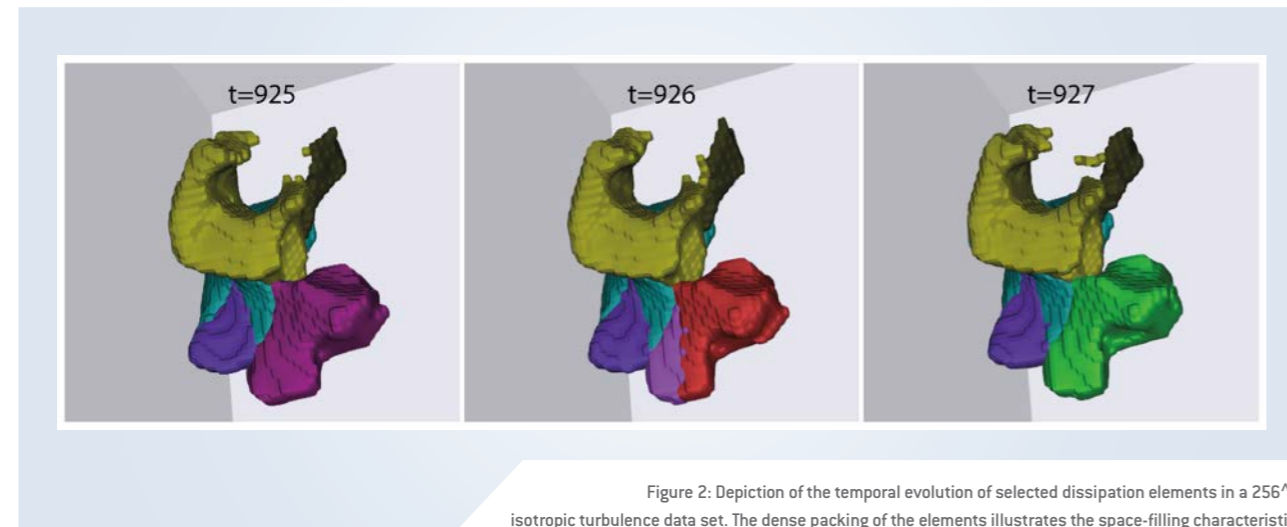 t=925
t=926
t=927
Figure 2: Depiction of the temporal evolution of selected dissipation elements in a 256^
isotropic turbulence data set. The dense packing of the elements illustrates the space-filling